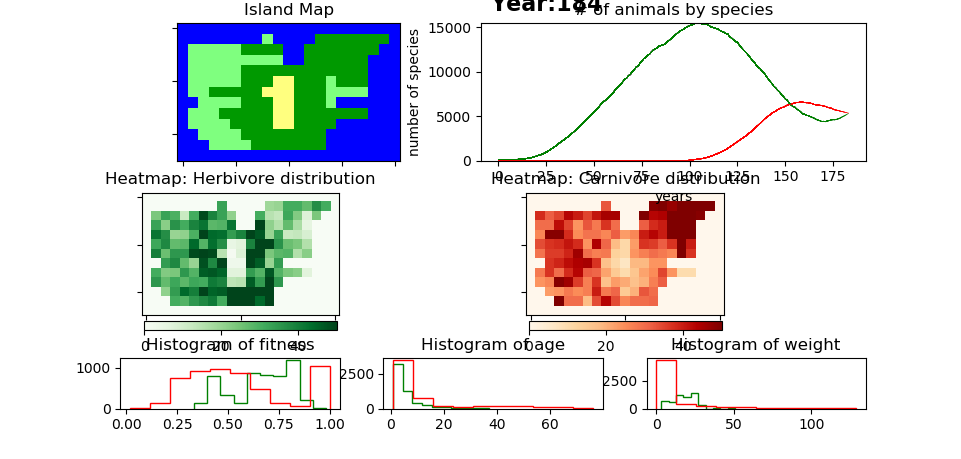 Year:184
Island Map
# of animals by species
number of species
15000
10000
5000
0
0 25 50 75 100 125 150 175
years
Heatmap: Herbivore distribution
Heatmap: Carnivore distribution
0 20 40
0 20 40
Histogram of fitness
Histogram of age
Histogram of weight
1000
0
0.00 0.25 0.50 0.75 1.00
2500
0
0 20 40 60
2500
0
0 50 100